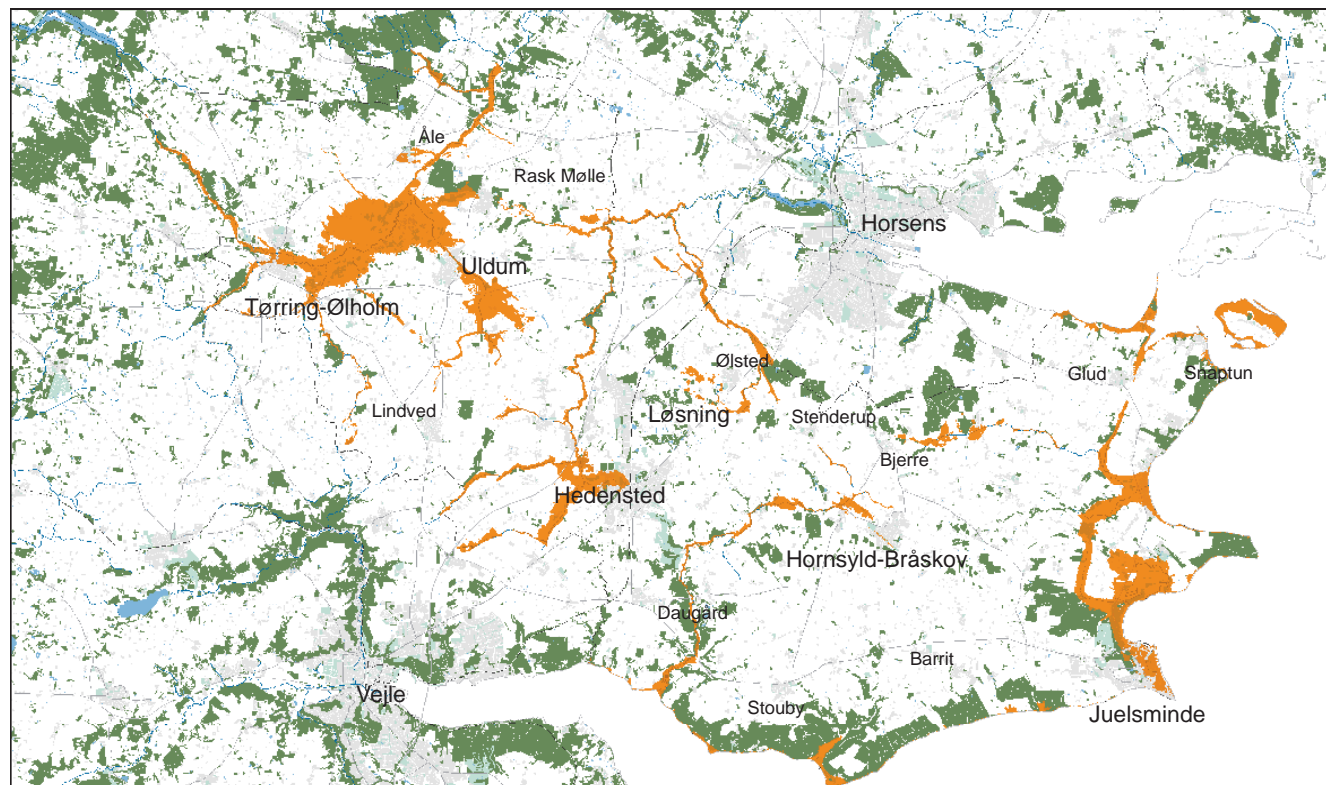 Åle
Rask Mølle
Horsens
Uldum
Tørring-Ølholm
Ølsted
Glud
Snaptun
Lindved
Løsning
Stenderup
Bjerre
Hedensted
Hornsyld-Bråskov
Daugård
Barrit
Vejle
Stouby
Juelsminde